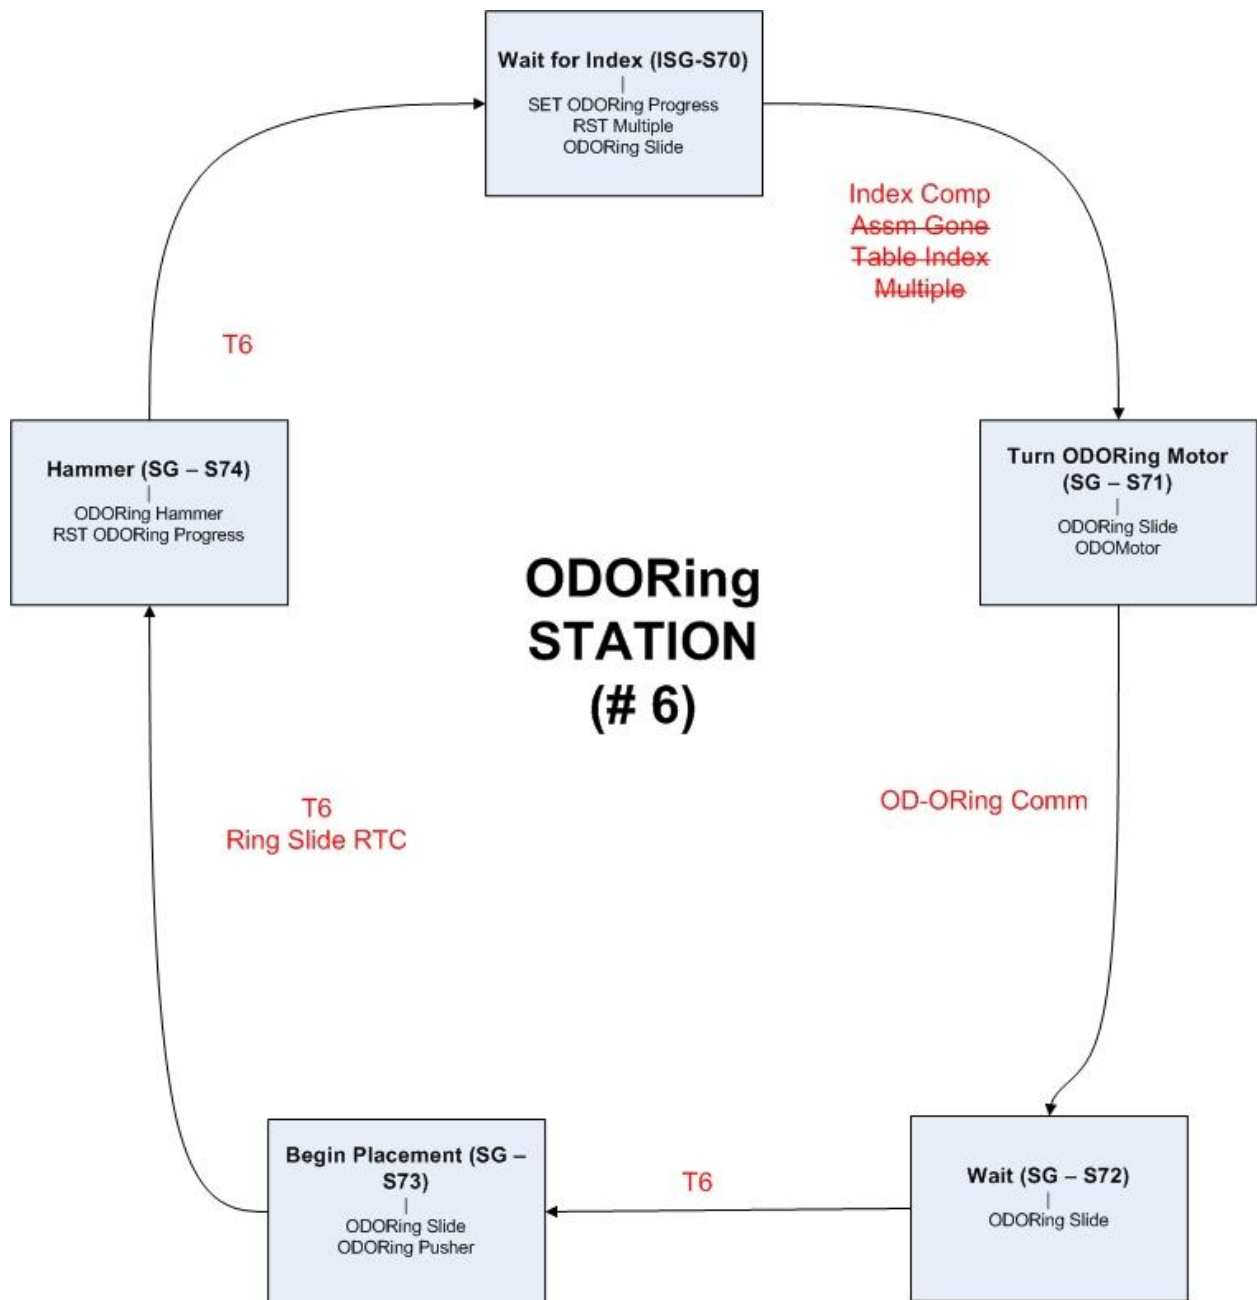 Wait for Index (ISG-S70)
|
SET ODORing Progress
RST Multiple
ODORing Slide
Index Comp
Assm Gone
Table Index
Multiple
T6
Hammer (SG – S74)
|
ODORing Hammer
RST ODORing Progress
Turn ODORing Motor
(SG – S71)
|
ODORing Slide
ODOMotor
ODORing
STATION
(# 6)
T6
Ring Slide RTC
OD-ORing Comm
Begin Placement (SG –
S73)
|
ODORing Slide
ODORing Pusher
T6
Wait (SG – S72)
|
ODORing Slide